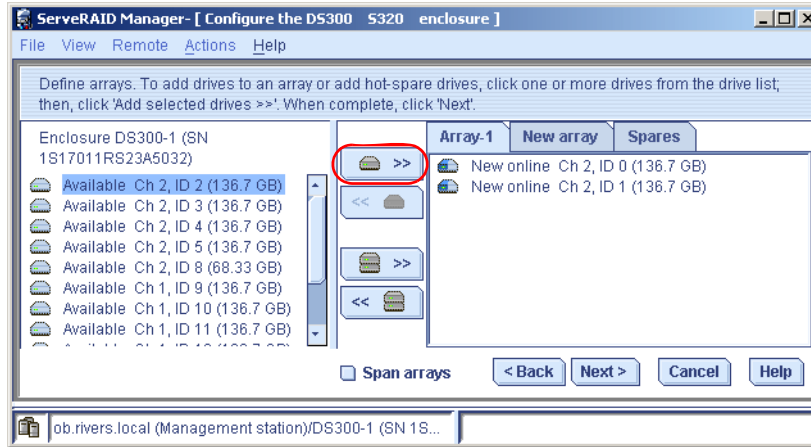 ServeRAID Manager- [ Configure the DS300 5320 enclosure ]
File View Remote Actions Help
Define arrays. To add drives to an array or add hot-spare drives, click one or more drives from the drive list;
then, click 'Add selected drives >>'. When complete, click 'Next'.
Enclosure DS300-1 (SN
1S17011RS23A5032)
Available Ch 2, ID 2 (136.7 GB)
Available Ch 2, ID 3 (136.7 GB)
Available Ch 2, ID 4 (136.7 GB)
Available Ch 2, ID 5 (136.7 GB)
Available Ch 2, ID 8 (68.33 GB)
Available Ch 1, ID 9 (136.7 GB)
Available Ch 1, ID 10 (136.7 GB)
Available Ch 1, ID 11 (136.7 GB)
>>
<<
>>
<<
Array-1 New array Spares
New online Ch 2, ID 0 (136.7 GB)
New online Ch 2, ID 1 (136.7 GB)
Span arrays < Back Next > Cancel Help
ob.rivers.local (Management station)/DS300-1 (SN 1S...